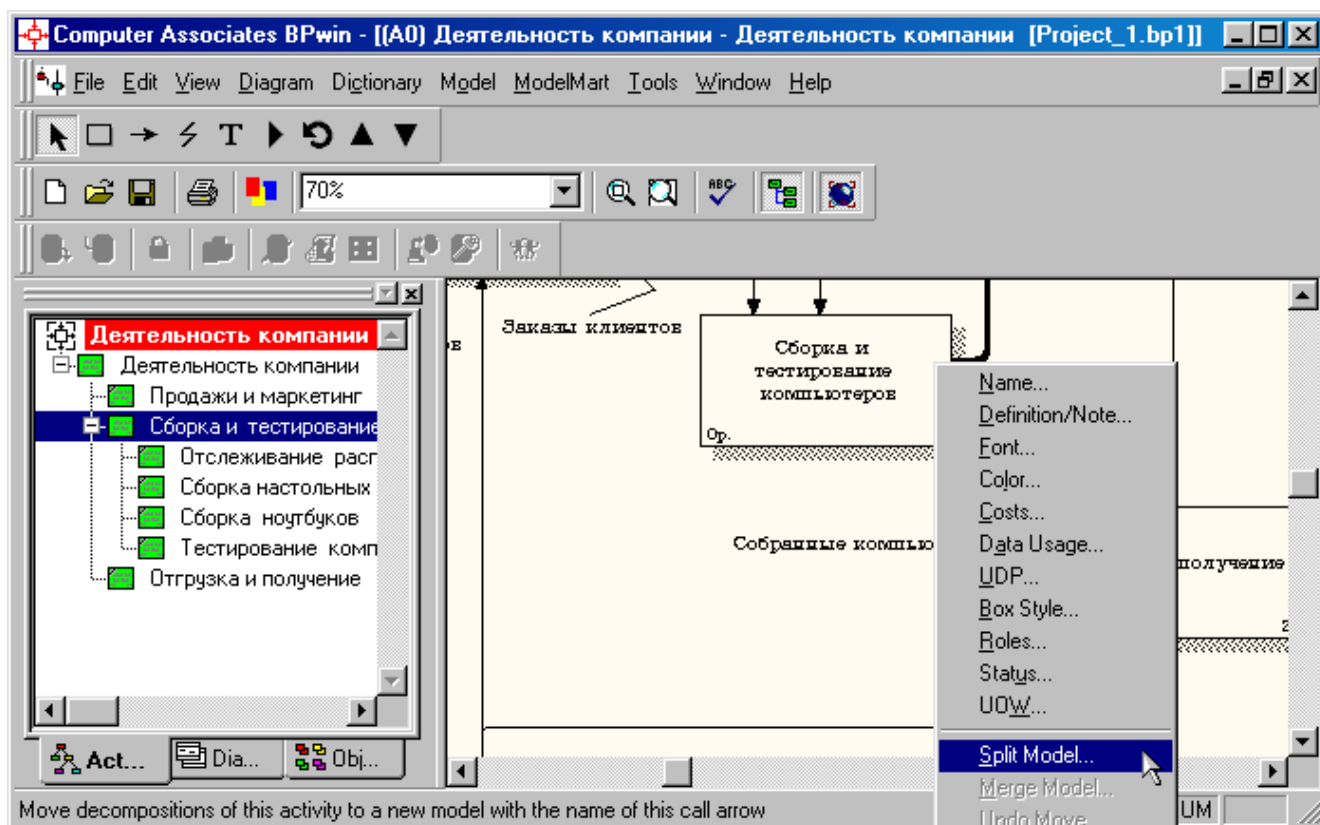 Computer Associates BPwin - [(A0) Деятельность компании - Деятельность компании [Project_1.bp1]]
File Edit View Diagram Dictionary Model ModelMart Tools Window Help
T
70%
ABC
Деятельность компании
Деятельность компании
Продажи и маркетинг
Сборка и тестирование
Отслеживание расп
Сборка настольных
Сборка ноутбуков
Тестирование комп
Отгрузка и получение
Act... Dia... Obj...
Заказы клиентов
Сборка и
тестирование
компьютеров
0р.
Собранные компью
получение
2
Name...
Definition/Note...
Font...
Color...
Costs...
Data Usage...
UDP...
Box Style...
Roles...
Status...
UOW...
Split Model...
Merge Model...
Undo Move
Move decompositions of this activity to a new model with the name of this call arrow
UM